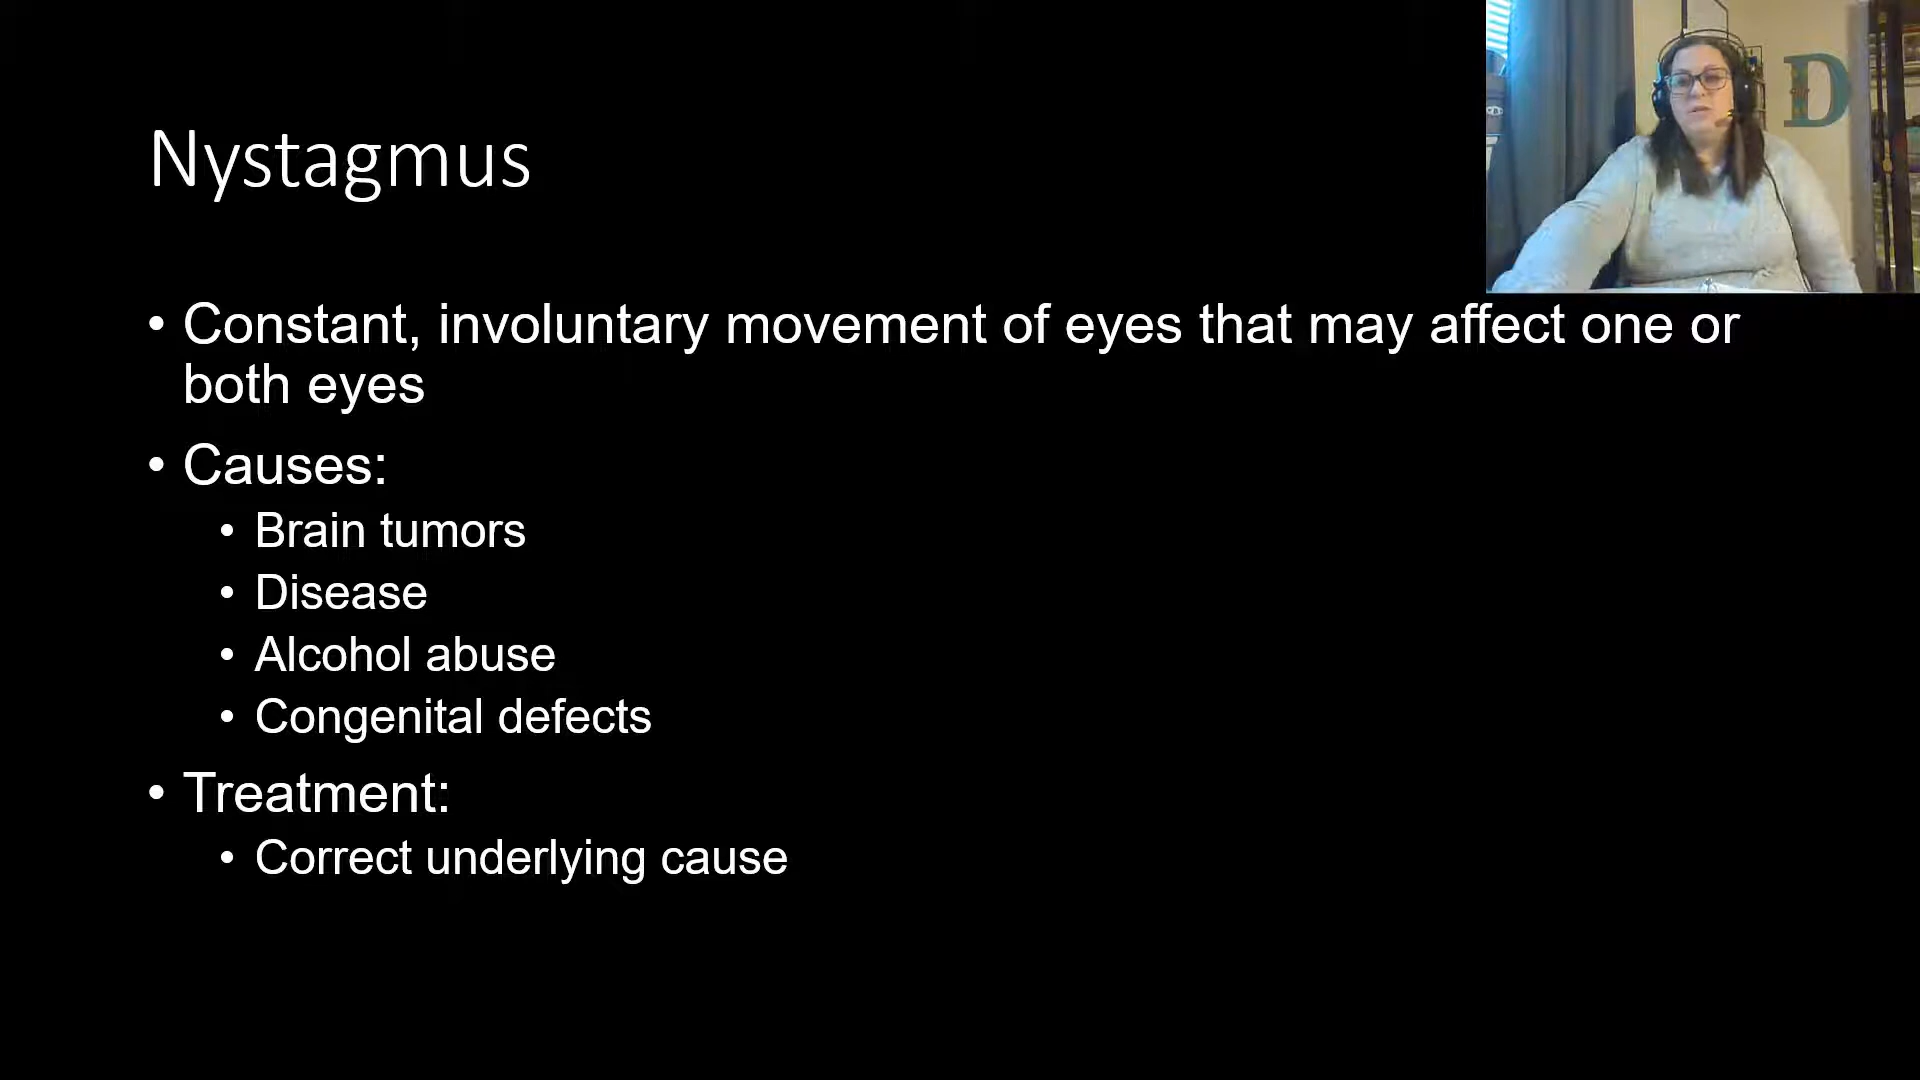 Nystagmus
D
• Constant, involuntary movement of eyes that may affect one or
both eyes
• Causes:
• Brain tumors
• Disease
• Alcohol abuse
• Congenital defects
• Treatment:
• Correct underlying cause